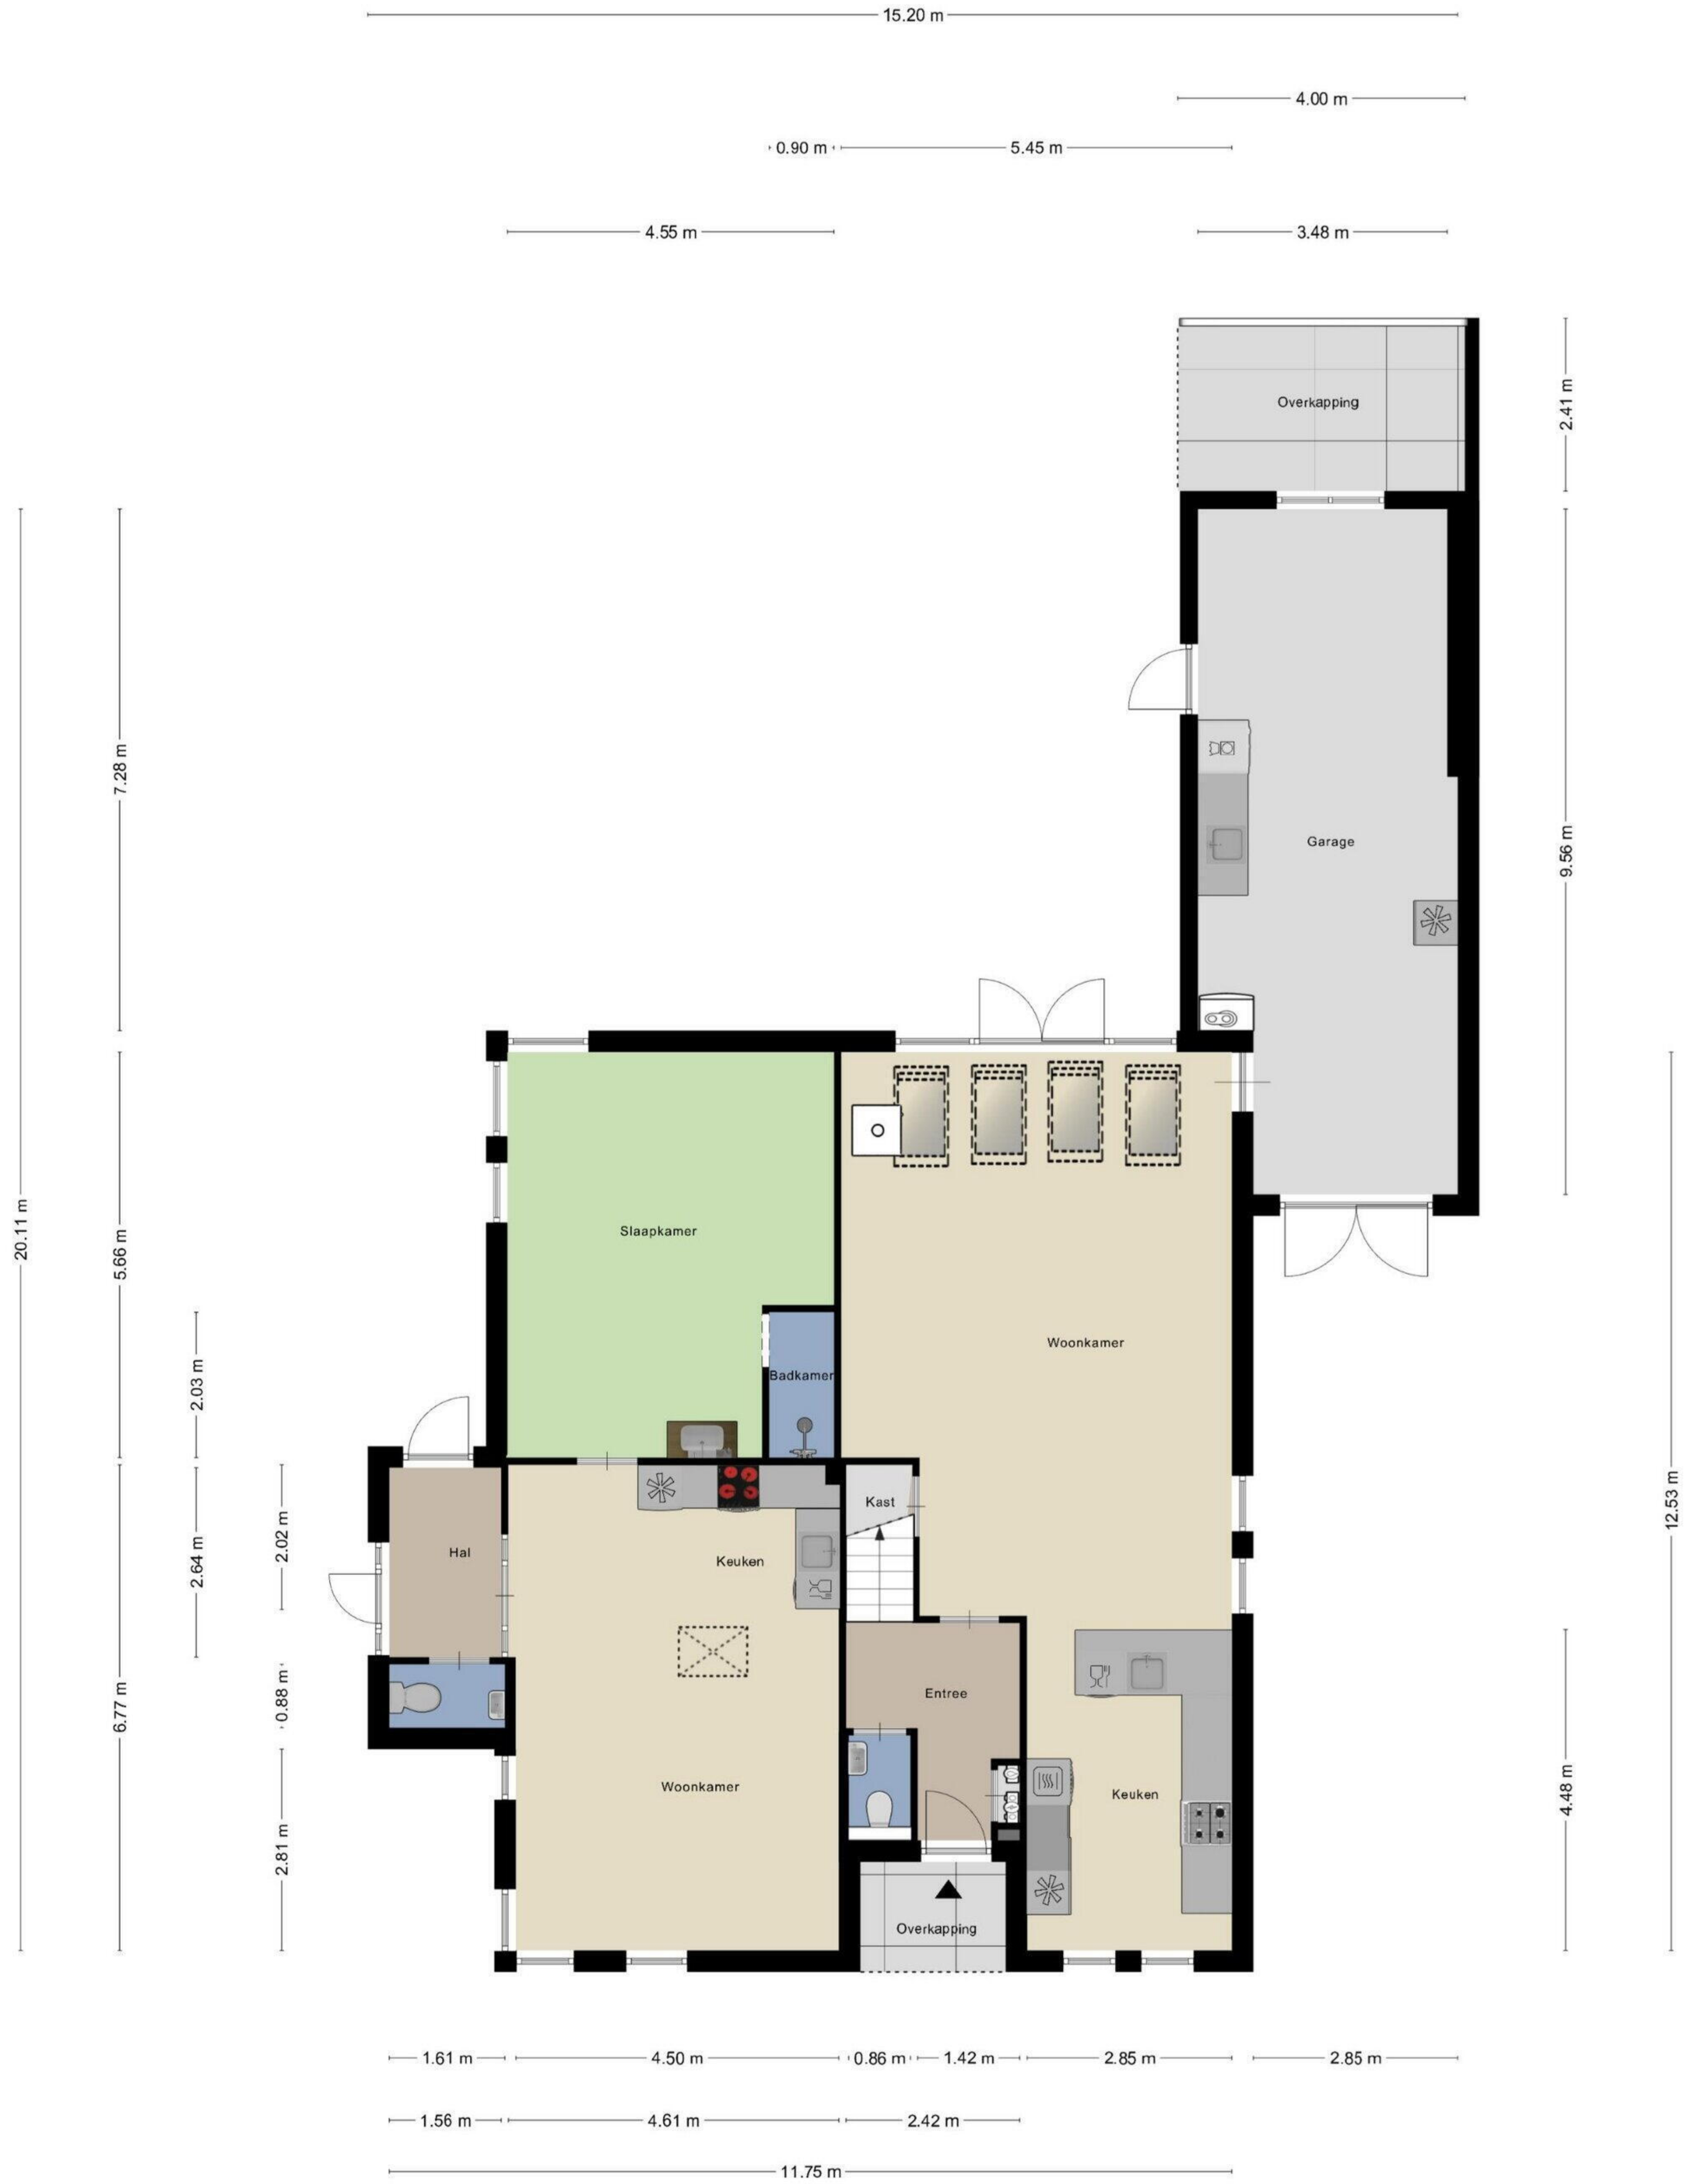 15.20 m
4.00 m
0.90 m
5.45 m
4.55 m
3.48 m
Overkapping
2.41 m
7.28 m
Garage
9.56 m
20.11 m
5.66 m
Slaapkamer
Woonkamer
2.03 m
Badkamer
12.53 m
Kast
2.02 m
2.64 m
Hal
Keuken
Entree
0.88 m
6.77 m
Woonkamer
Keuken
4.48 m
2.81 m
Overkapping
1.61 m
4.50 m
0.86 m
1.42 m
2.85 m
2.85 m
1.56 m
4.61 m
2.42 m
11.75 m